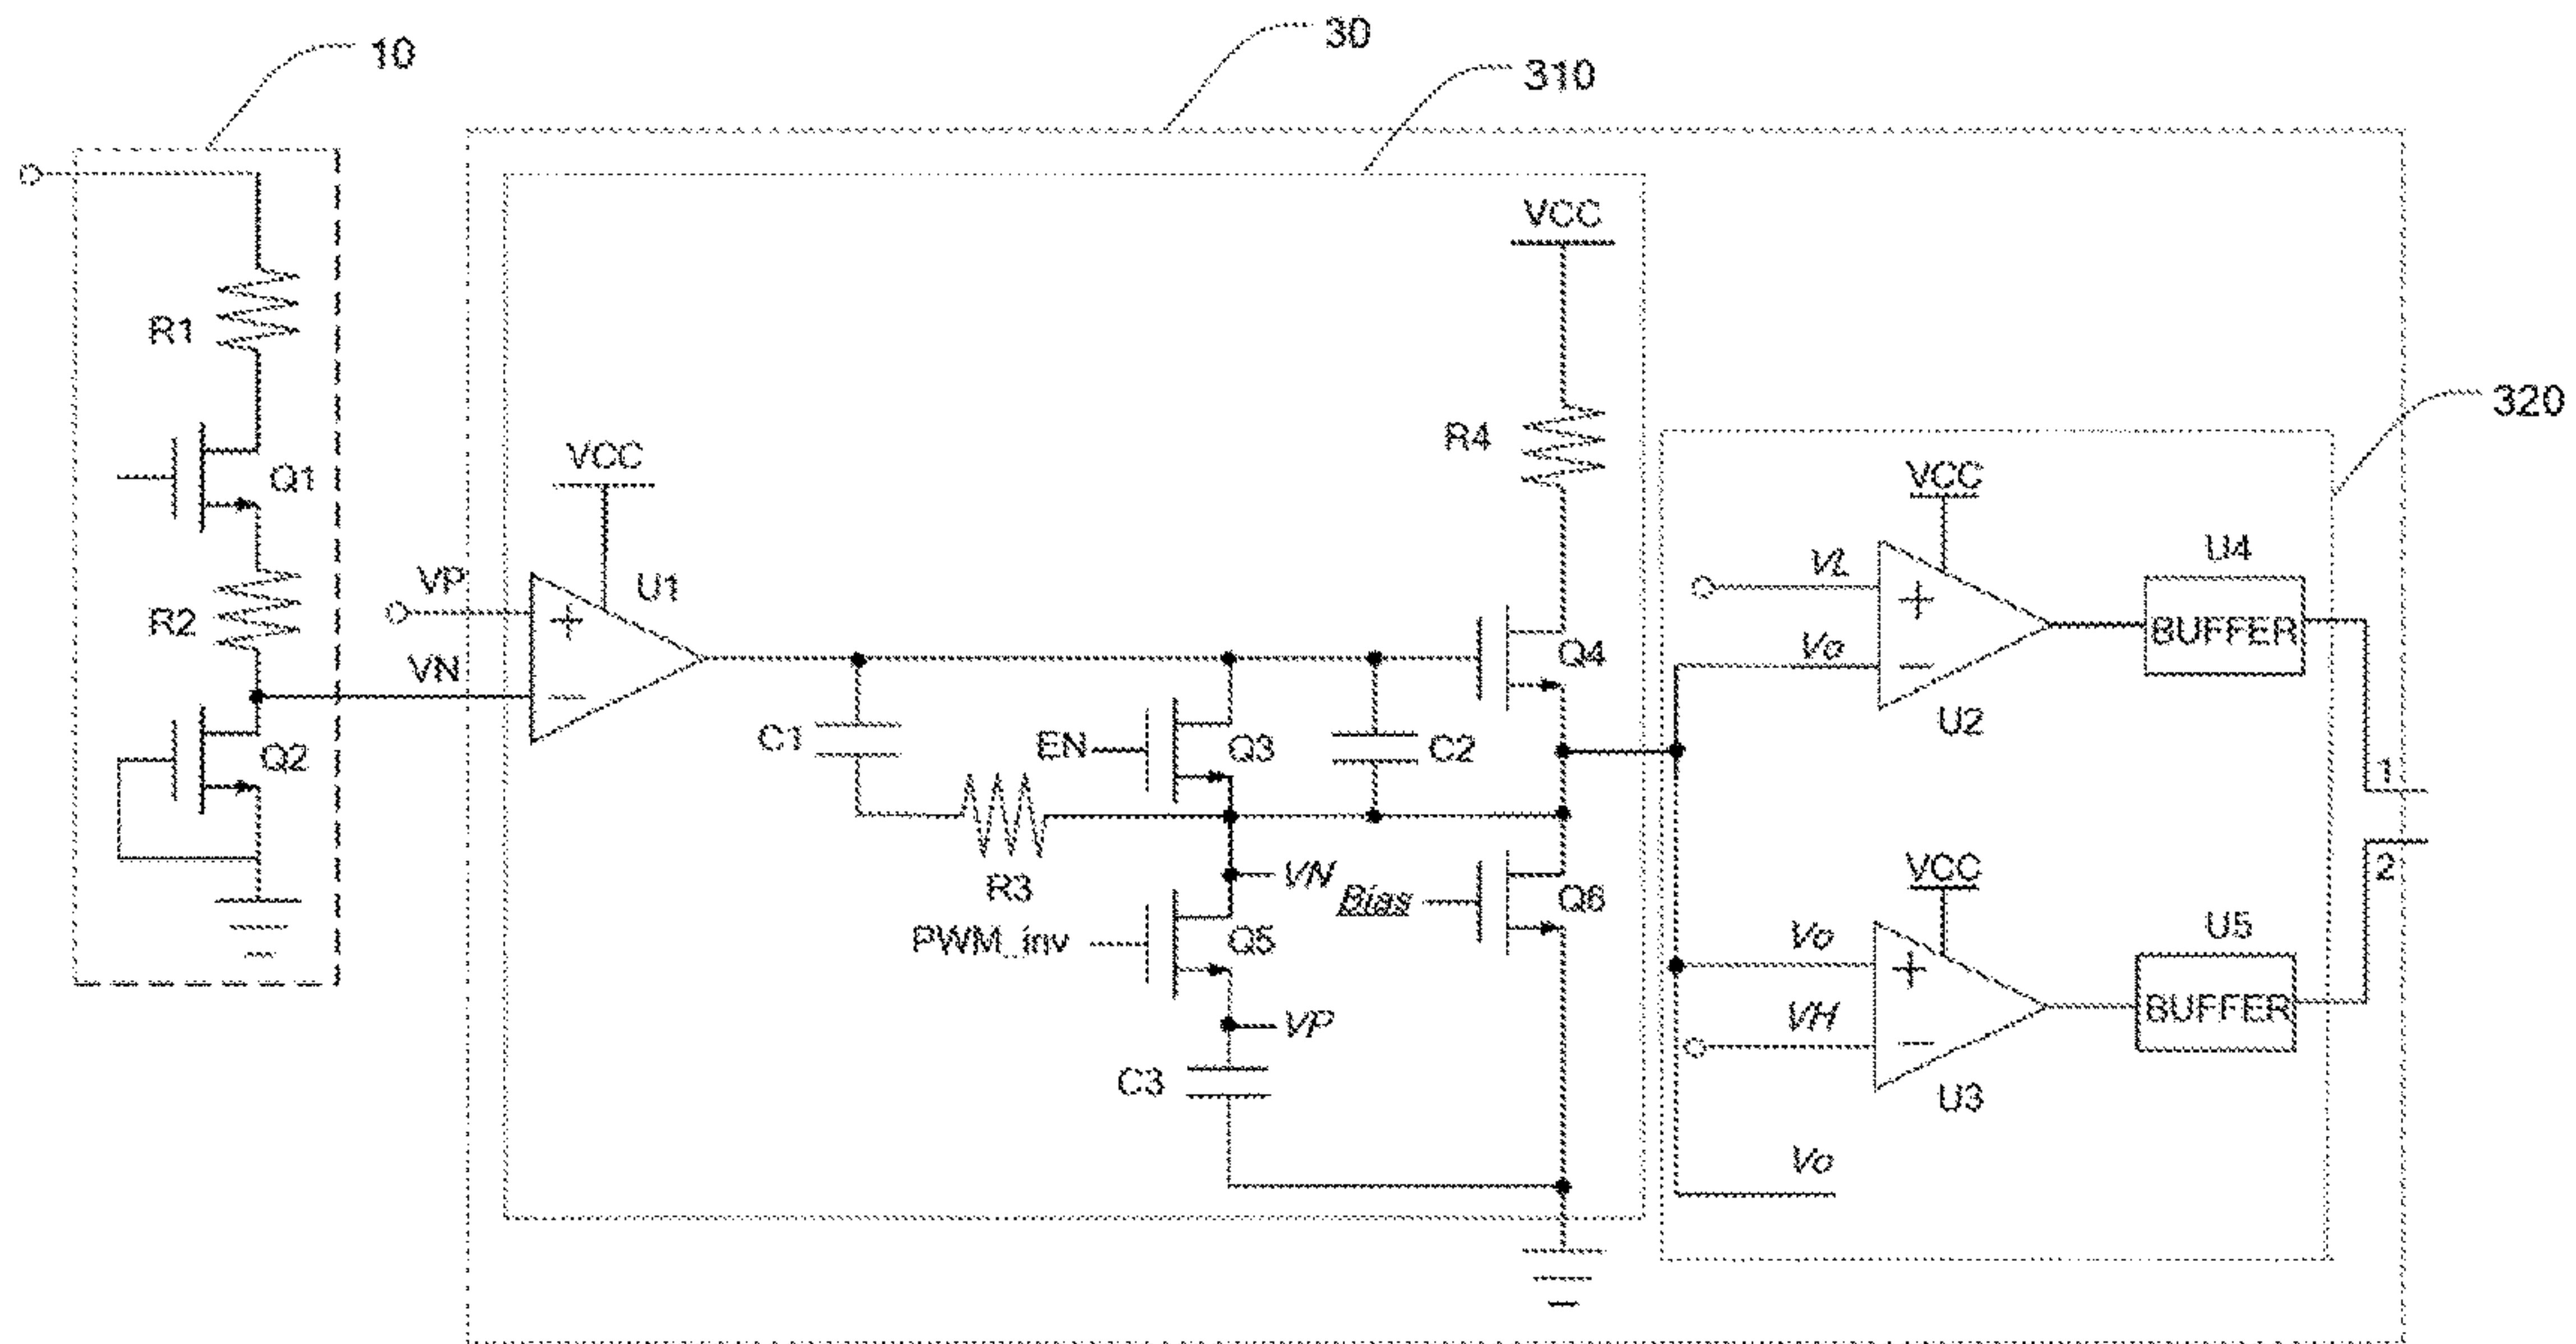 30
10
310
VCC
R1
320
R4
VCC
Q1
VCC
VL
U4
VP
U1
+
+
BUFFER
R2
Q4
Vo
VN
−
−
U2
C1
EN
Q3
C2
Q2
1
2
R3
VN
Bias
Q6
VCC
PWM_inv
Q5
Vo
U5
+
VP
VH
BUFFER
−
C3
U3
Vo